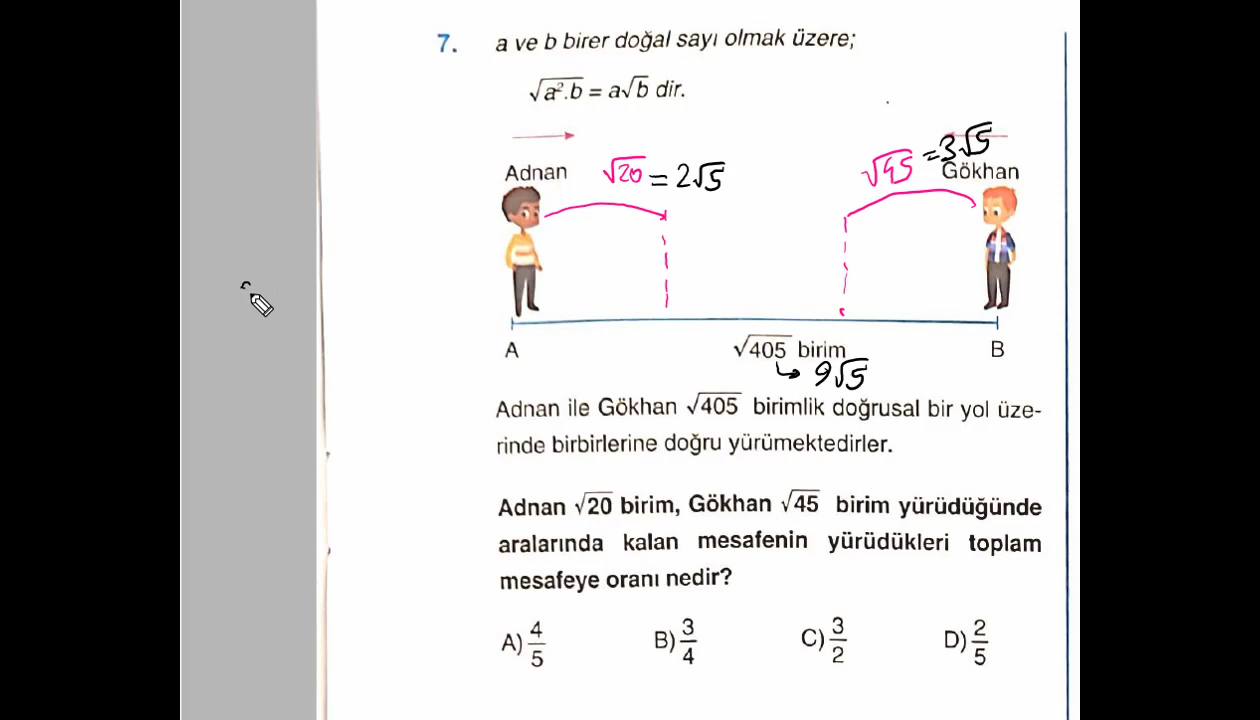 7. a ve b birer doğal sayı olmak üzere;
√a².b = a√b dir.
Adnan √20 = 2√5 √45 = 3√5 Gökhan
A √405 birim B
↳ 9√5
Adnan ile Gökhan √405 birimlik doğrusal bir yol üze-
rinde birbirlerine doğru yürümektedirler.
Adnan √20 birim, Gökhan √45 birim yürüdüğünde
aralarında kalan mesafenin yürüdükleri toplam
mesafeye oranı nedir?
A) 4/5 B) 3/4 C) 3/2 D) 2/5